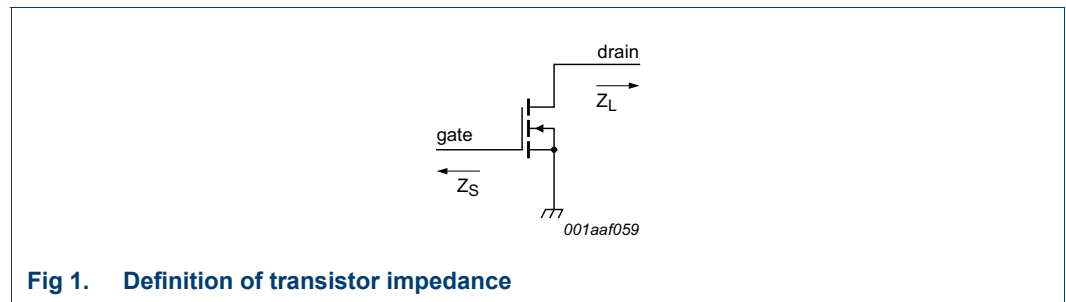 drain
Z_L
gate
Z_S
001aaf059
Fig 1. Definition of transistor impedance